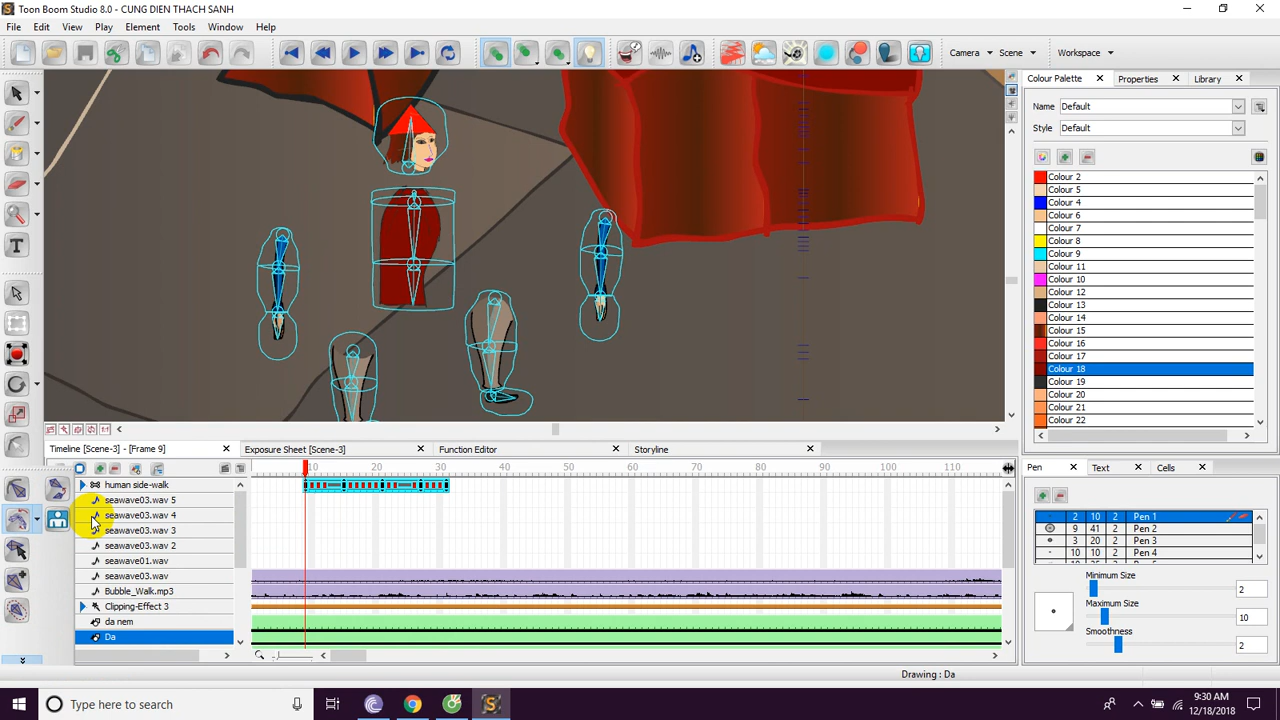 Toon Boom Studio 8.0 - CUNG DIEN THACH SANH
File Edit View Play Element Tools Window Help
Camera Scene Workspace
Colour Palette Properties Library
Name Default
Style Default
Colour 2
Colour 5
Colour 4
Colour 6
Colour 7
Colour 8
Colour 9
Colour 11
Colour 10
Colour 12
Colour 13
Colour 14
Colour 15
Colour 16
Colour 17
Colour 18
Colour 19
Colour 20
Colour 21
Colour 22
Timeline [Scene-3] - [Frame 9] Exposure Sheet [Scene-3] Function Editor Storyline
10 20 30 40 50 60 70 80 90 100 110
human side-walk
seawave03.wav 5
seawave03.wav 4
seawave03.wav 3
seawave03.wav 2
seawave01.wav
seawave03.wav
Bubble_Walk.mp3
Clipping-Effect 3
da nem
Da
Pen Text Cells
2 10 2 Pen 1
9 41 2 Pen 2
3 20 2 Pen 3
10 10 2 Pen 4
Minimum Size
2
Maximum Size
10
Smoothness
2
Drawing : Da
Type here to search
9:30 AM
12/18/2018